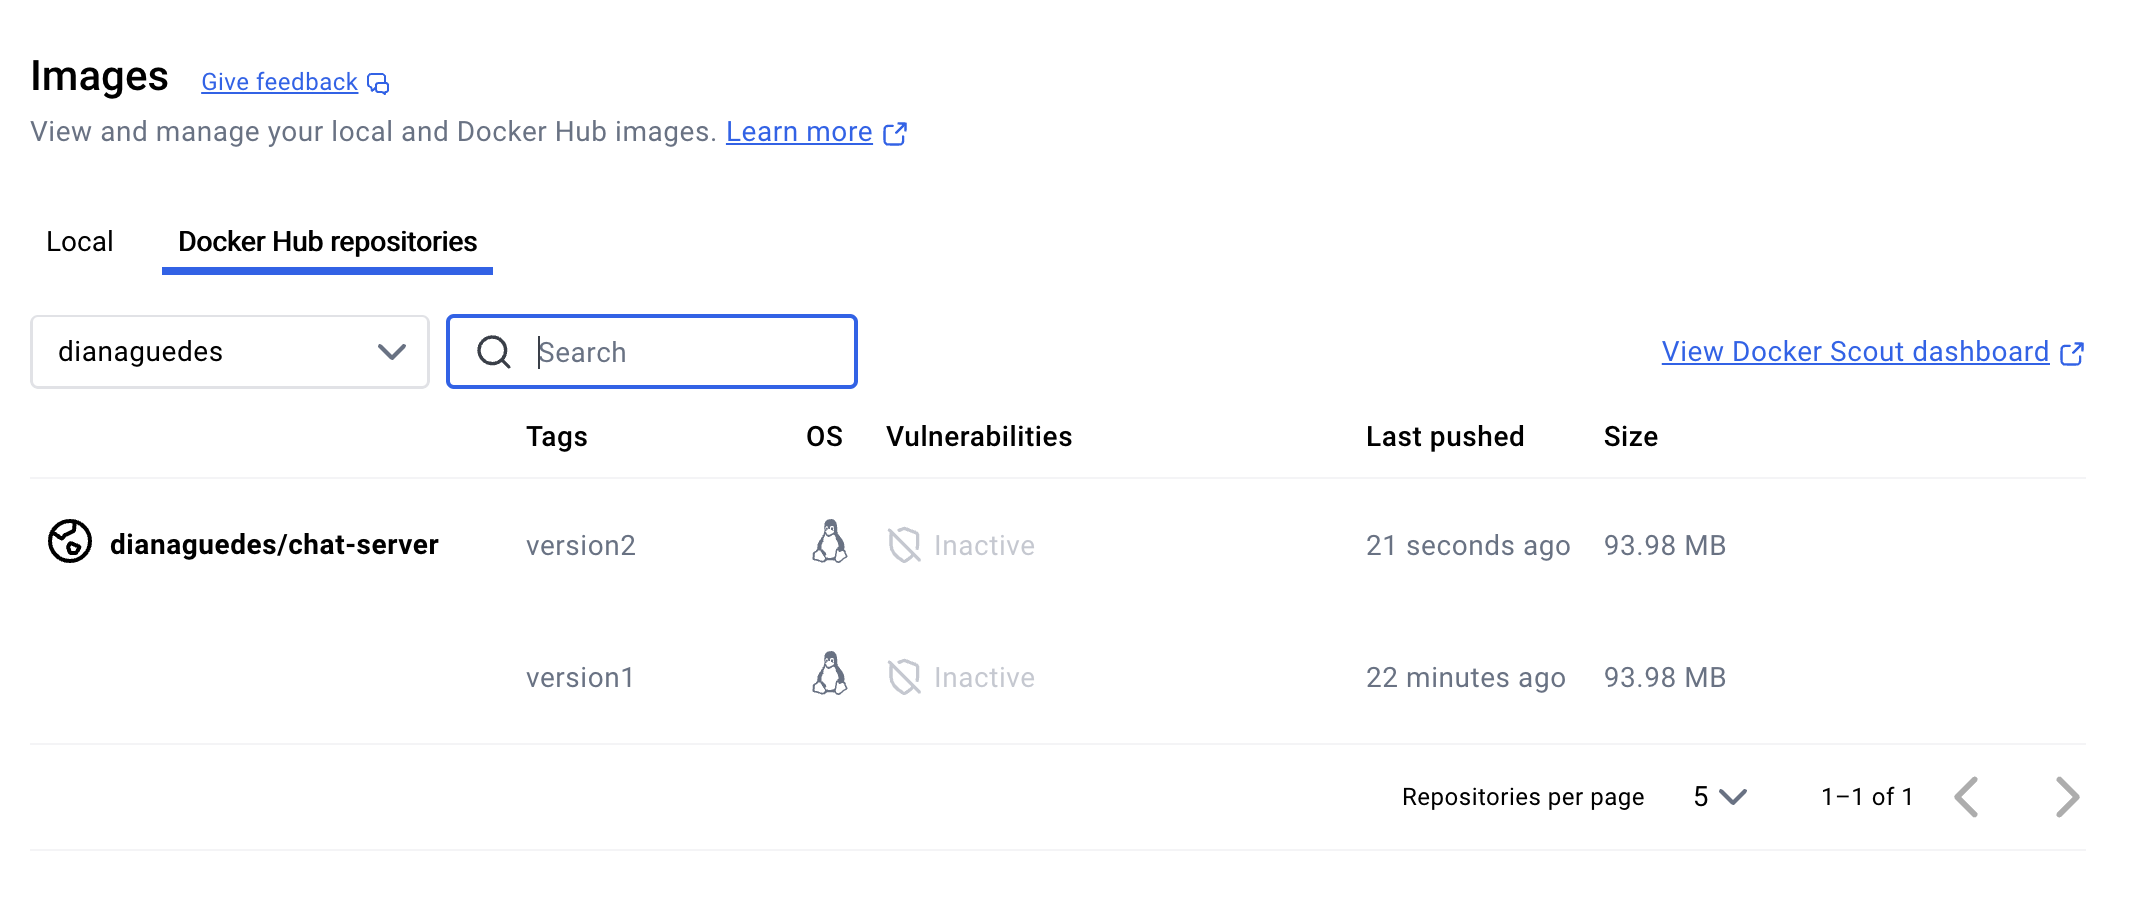 Images Give feedback
View and manage your local and Docker Hub images. Learn more
Local Docker Hub repositories
dianaguedes Search View Docker Scout dashboard
Tags OS Vulnerabilities Last pushed Size
dianaguedes/chat-server version2 Inactive 21 seconds ago 93.98 MB
version1 Inactive 22 minutes ago 93.98 MB
Repositories per page 5 1–1 of 1